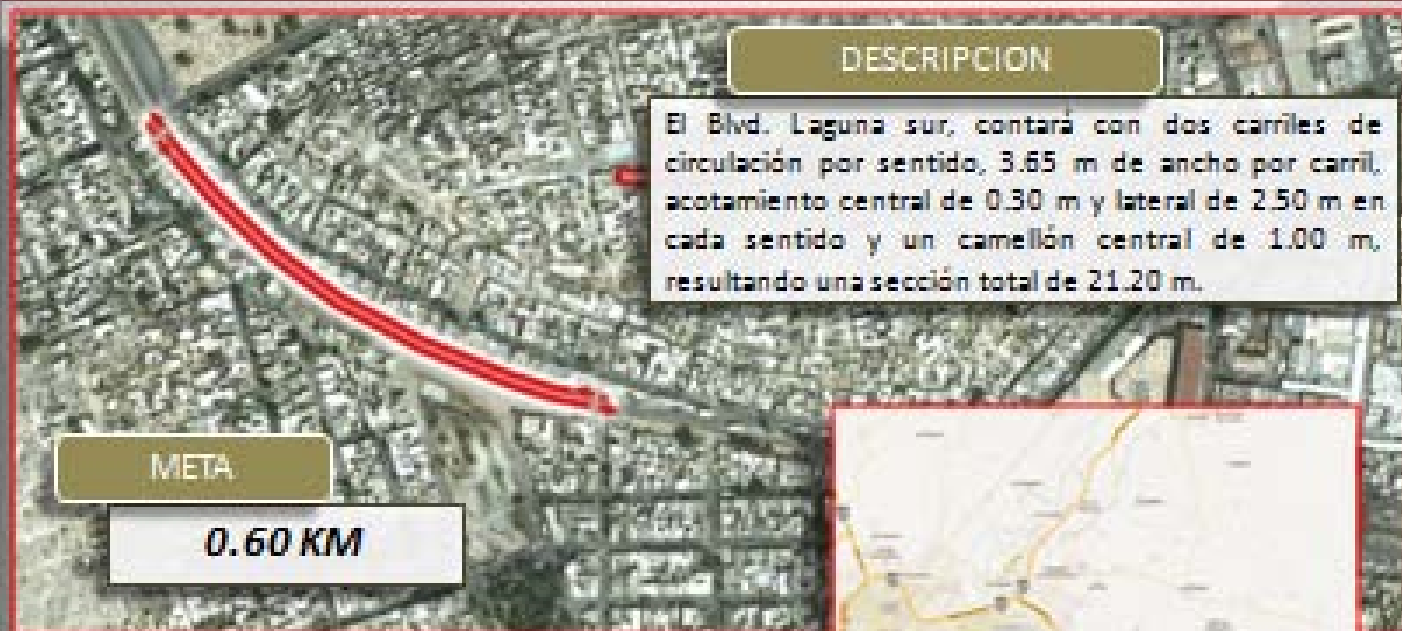 DESCRIPCION
El Blvd. Laguna sur, contará con dos carriles de
circulación por sentido, 3.65 m de ancho por carril,
acotamiento central de 0.30 m y lateral de 2.50 m en
cada sentido y un camellón central de 1.00 m,
resultando una sección total de 21.20 m.
META
0.60 KM